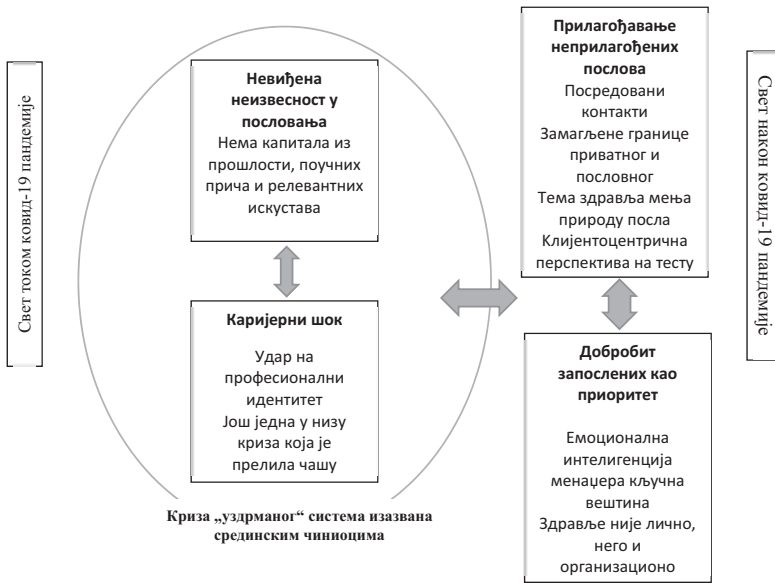 Свет током ковид-19 пандемије
Невиђена
неизвесност у
пословања
Нема капитала из
прошлости, поучних
прича и релевантних
искустава
Каријерни шок
Удар на
професионални
идентитет
Још једна у низу
криза која је
прелила чашу
Криза „уздрманог“ система изазвана
срединским чиниоцима
Прилагођавање
неприлагођених
послова
Посредовани
контакти
Замагљене границе
приватног и
пословног
Тема здравља мења
природу посла
Клијентоцентрична
перспектива на тесту
Добробит
запослених као
приоритет
Емоционална
интелигенција
менаџера кључна
вештина
Здравље није лично,
него и
организационо
Свет након ковид-19 пандемије